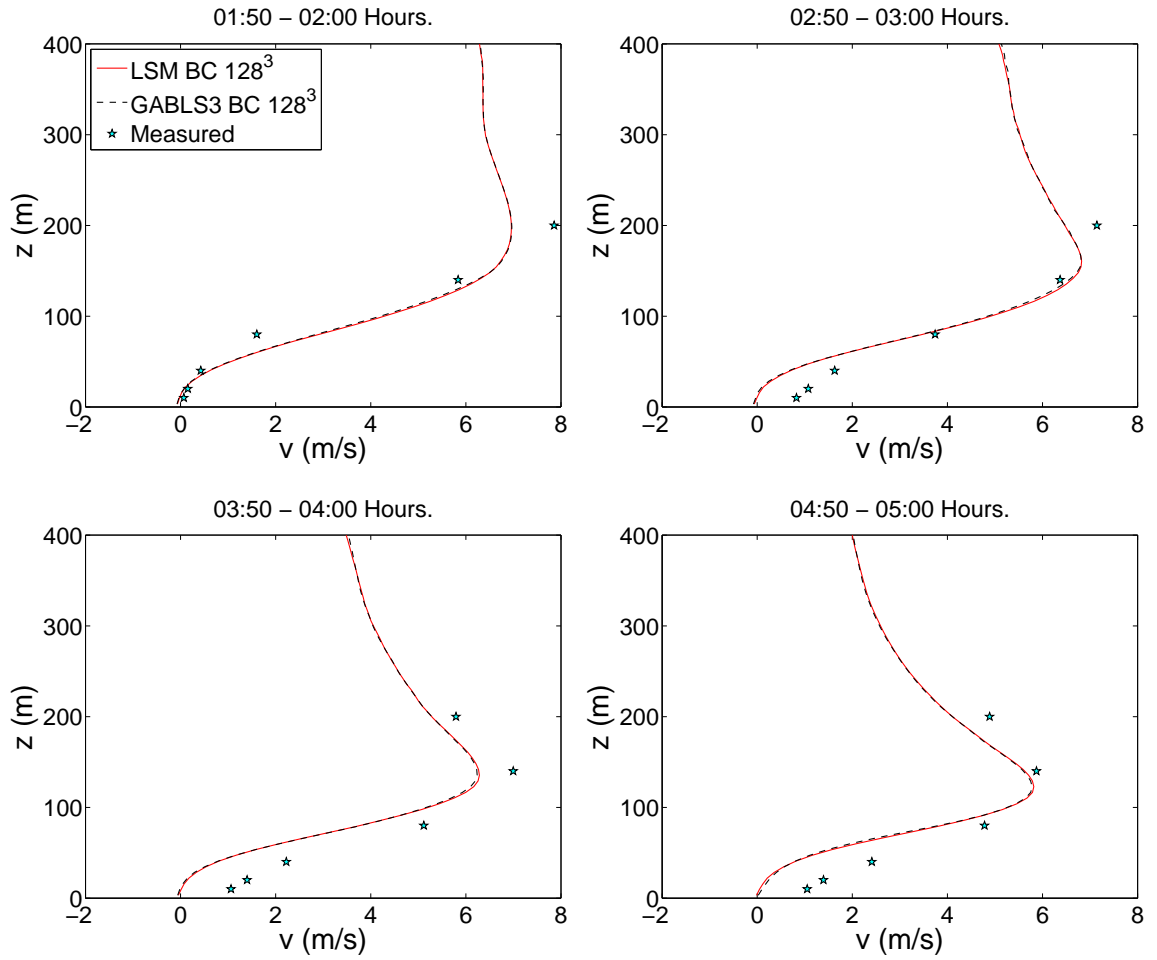 01:50 − 02:00 Hours.
400
300
200
100
0
z (m)
−2 0 2 4 6 8
v (m/s)
LSM BC 128³
GABLS3 BC 128³
Measured
02:50 − 03:00 Hours.
400
300
200
100
0
z (m)
−2 0 2 4 6 8
v (m/s)
03:50 − 04:00 Hours.
400
300
200
100
0
z (m)
−2 0 2 4 6 8
v (m/s)
04:50 − 05:00 Hours.
400
300
200
100
0
z (m)
−2 0 2 4 6 8
v (m/s)